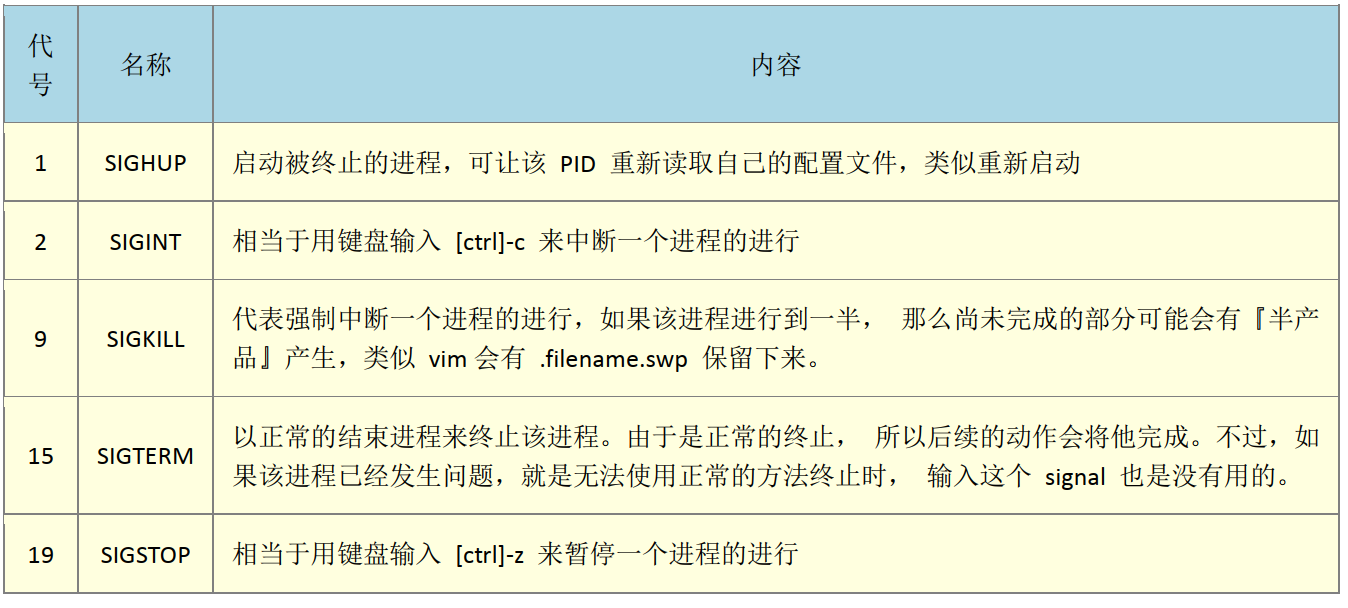 代
号
名称
内容
1
SIGHUP
启动被终止的进程，可让该 PID 重新读取自己的配置文件，类似重新启动
2
SIGINT
相当于用键盘输入 [ctrl]-c 来中断一个进程的进行
9
SIGKILL
代表强制中断一个进程的进行，如果该进程进行到一半， 那么尚未完成的部分可能会有『半产
品』产生，类似 vim 会有 .filename.swp 保留下来。
15
SIGTERM
以正常的结束进程来终止该进程。由于是正常的终止， 所以后续的动作会将他完成。不过，如
果该进程已经发生问题，就是无法使用正常的方法终止时， 输入这个 signal 也是没有用的。
19
SIGSTOP
相当于用键盘输入 [ctrl]-z 来暂停一个进程的进行